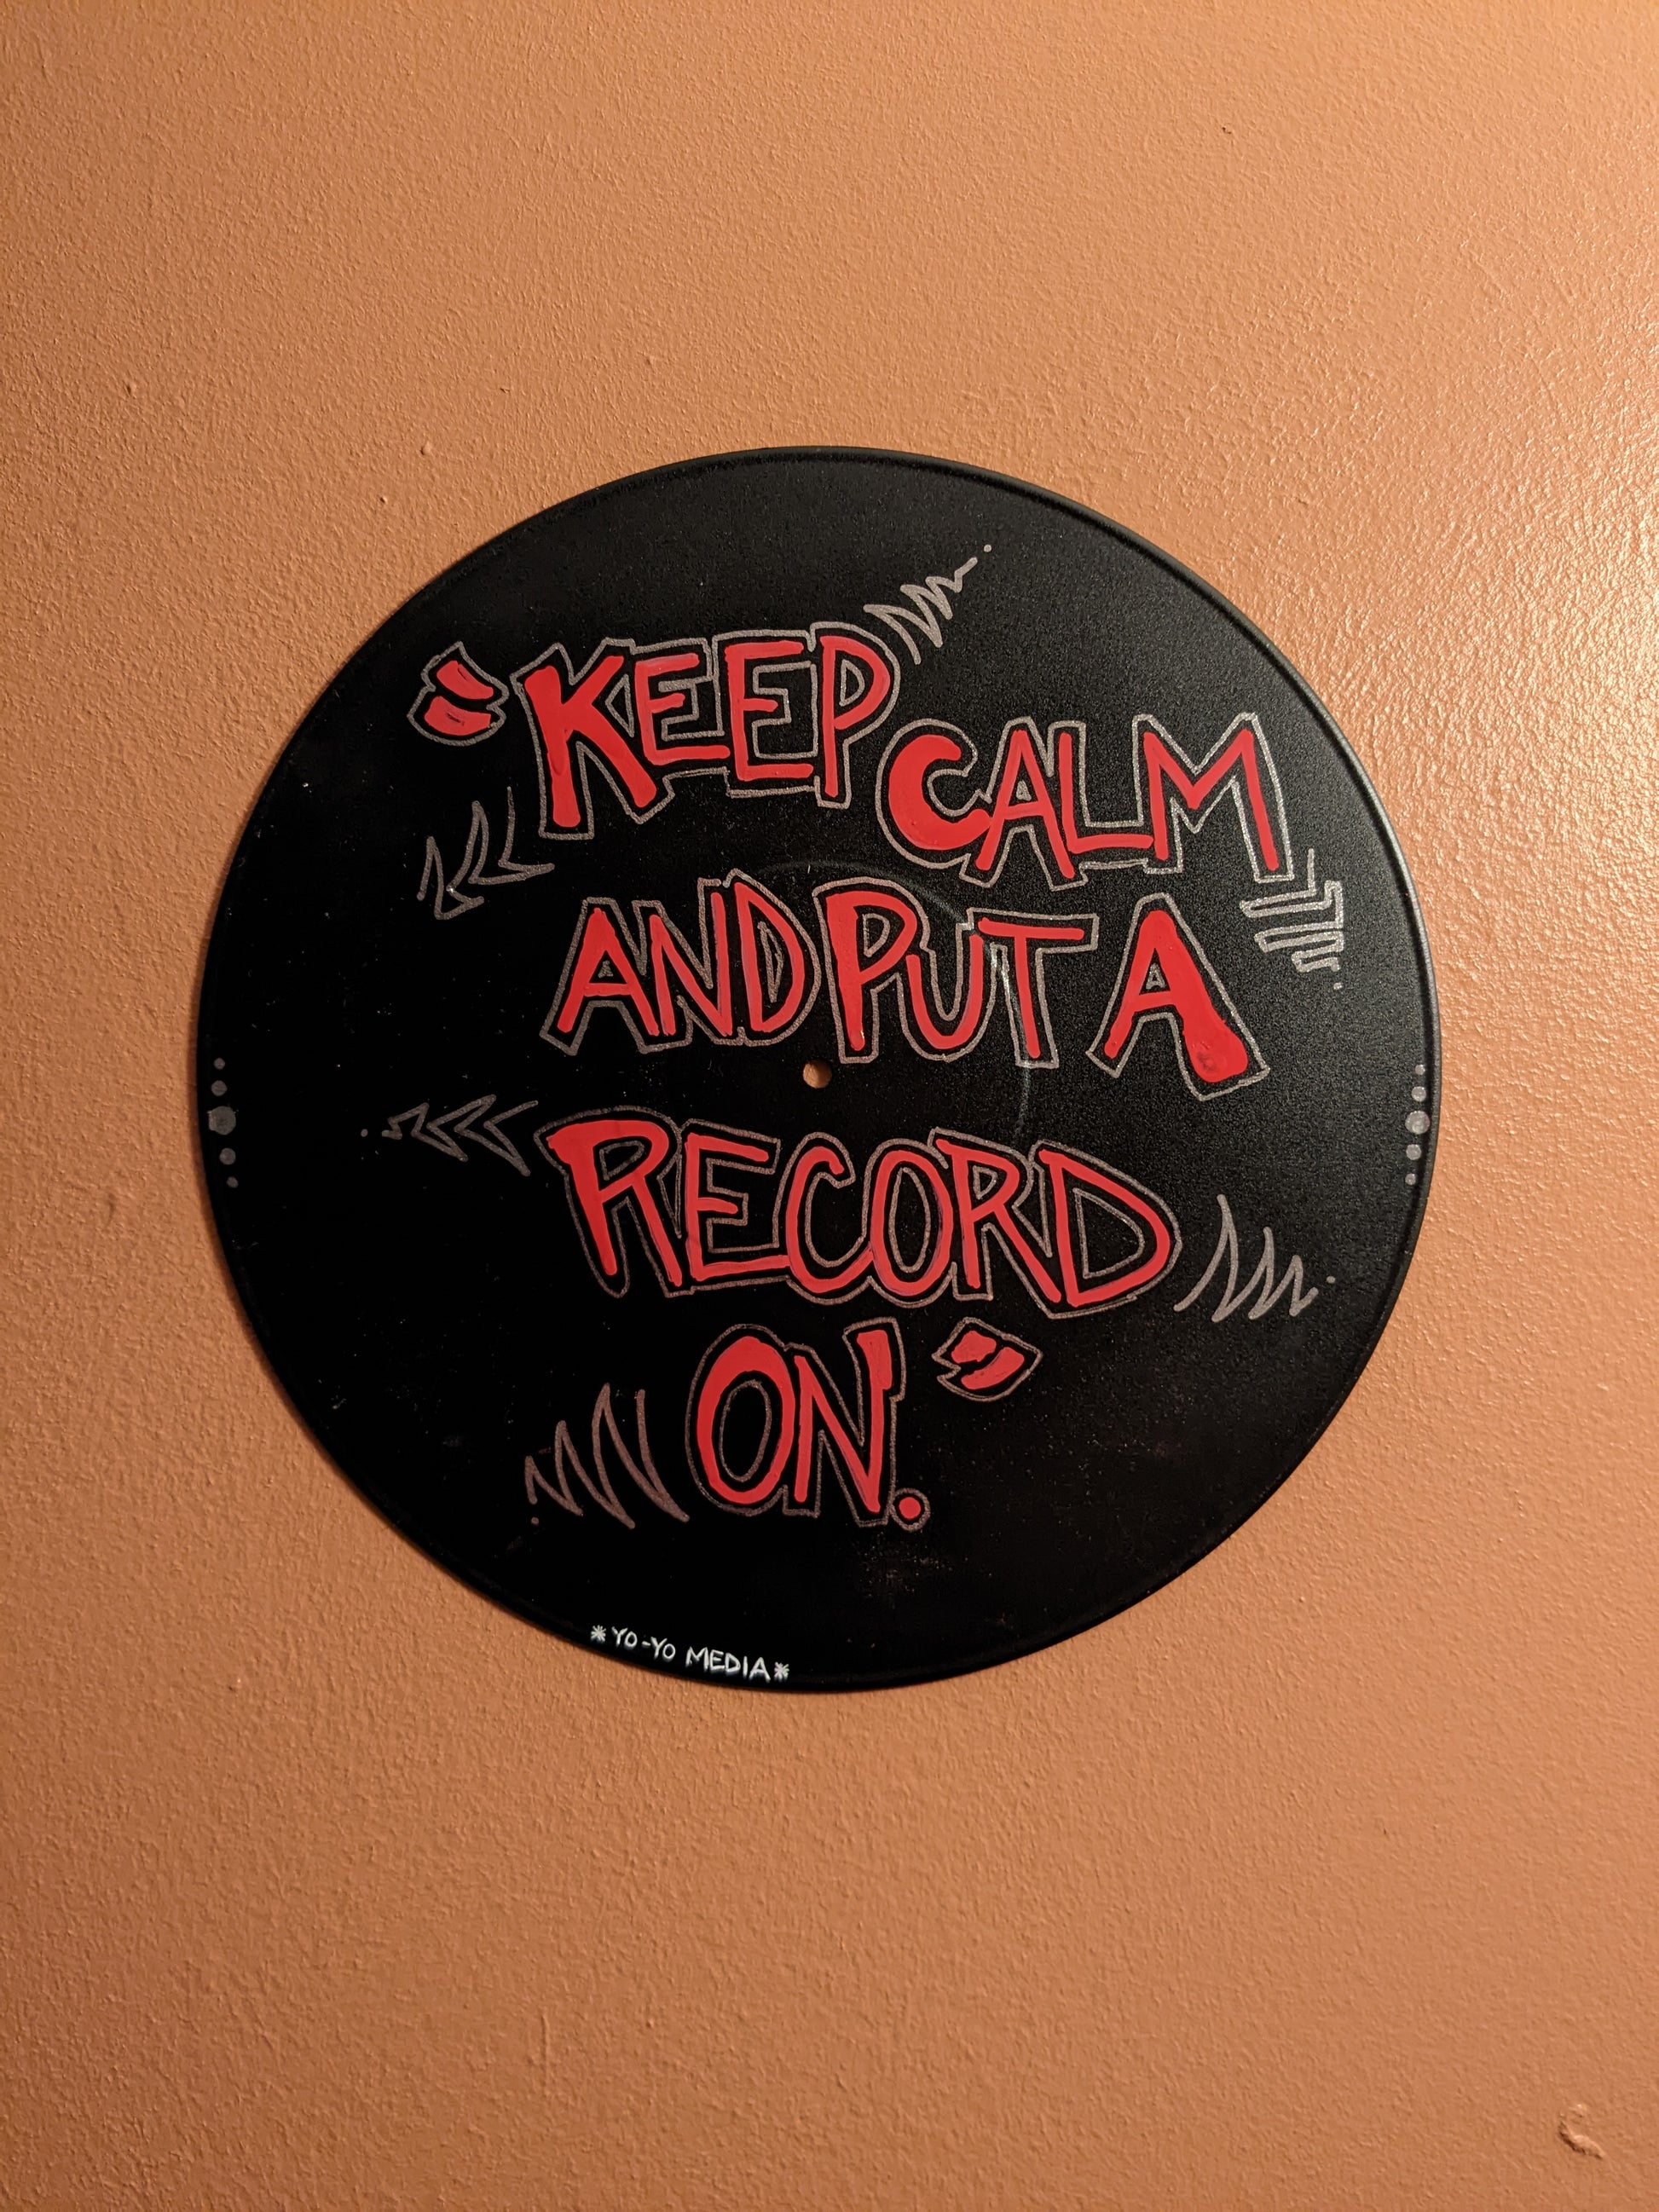 “KEEP CALM
AND PUT A
RECORD
ON.”
*YO-YO MEDIA*